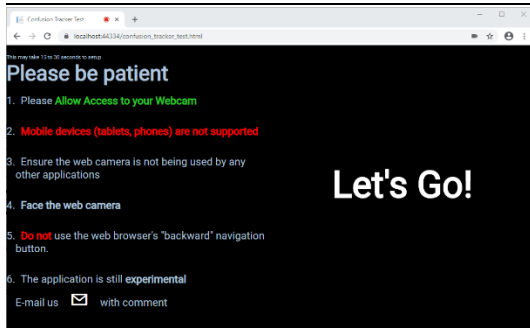 Confusion Tracker Test
localhost:44334/confusion_tracker_test.html
This may take 15 to 30 seconds to setup
Please be patient
1. Please Allow Access to your Webcam
2. Mobile devices (tablets, phones) are not supported
3. Ensure the web camera is not being used by any
other applications
4. Face the web camera
5. Do not use the web browser's "backward" navigation
button.
6. The application is still experimental
E-mail us with comment
Let's Go!